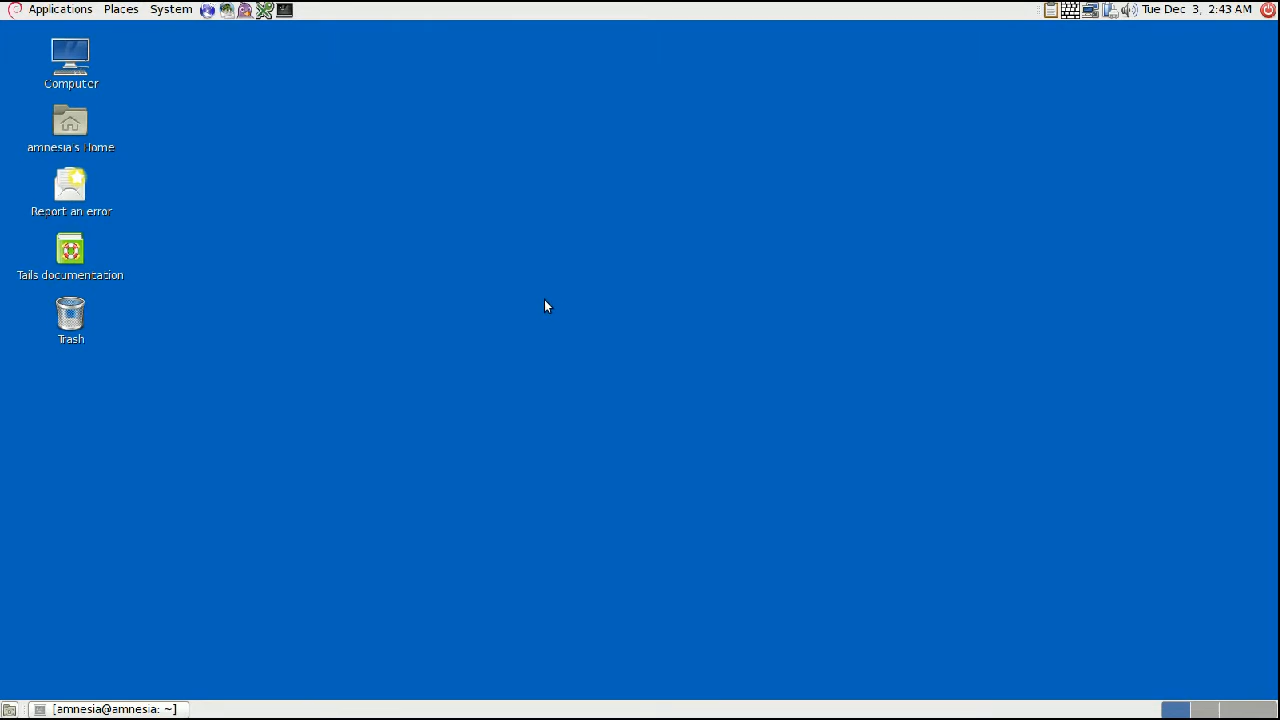 Applications Places System Tue Dec 3, 2:43 AM
Computer
amnesia's Home
Report an error
Tails documentation
Trash
[amnesia@amnesia: ~]